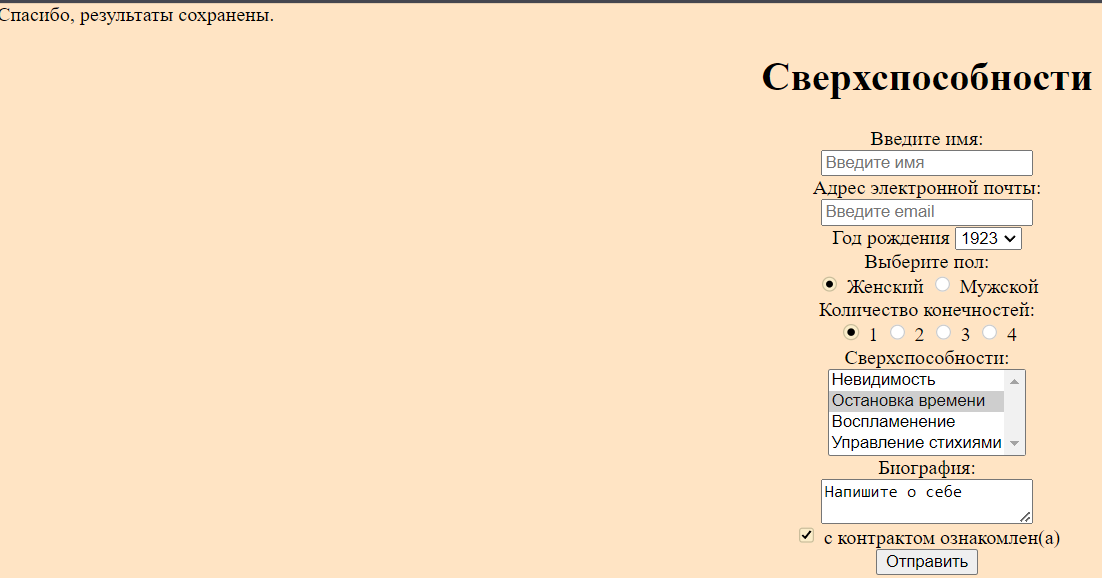 Спасибо, результаты сохранены.
Сверхспособности
Введите имя:
Введите имя
Адрес электронной почты:
Введите email
Год рождения 1923
Выберите пол:
Женский Мужской
Количество конечностей:
1 2 3 4
Сверхспособности:
Невидимость
Остановка времени
Воспламенение
Управление стихиями
Биография:
Напишите о себе
с контрактом ознакомлен(а)
Отправить